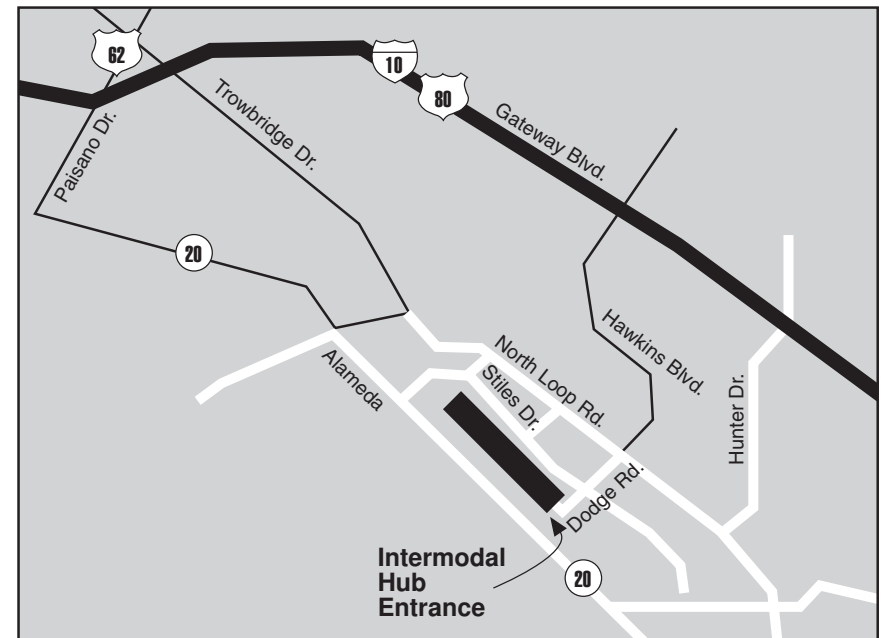 62
10
80
Paisano Dr.
Trowbridge Dr.
Gateway Blvd.
20
Alameda
Stiles Dr.
North Loop Rd.
Hawkins Blvd.
Hunter Dr.
Dodge Rd.
Intermodal
Hub
Entrance
20